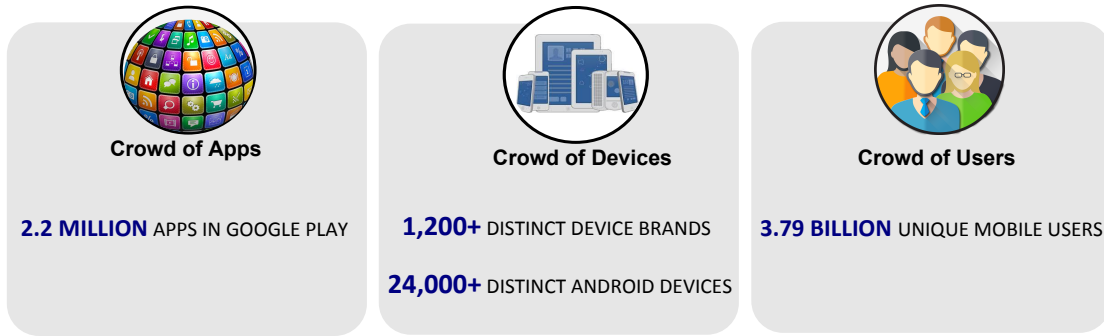 Crowd of Apps
2.2 MILLION APPS IN GOOGLE PLAY
Crowd of Devices
1,200+ DISTINCT DEVICE BRANDS
24,000+ DISTINCT ANDROID DEVICES
Crowd of Users
3.79 BILLION UNIQUE MOBILE USERS